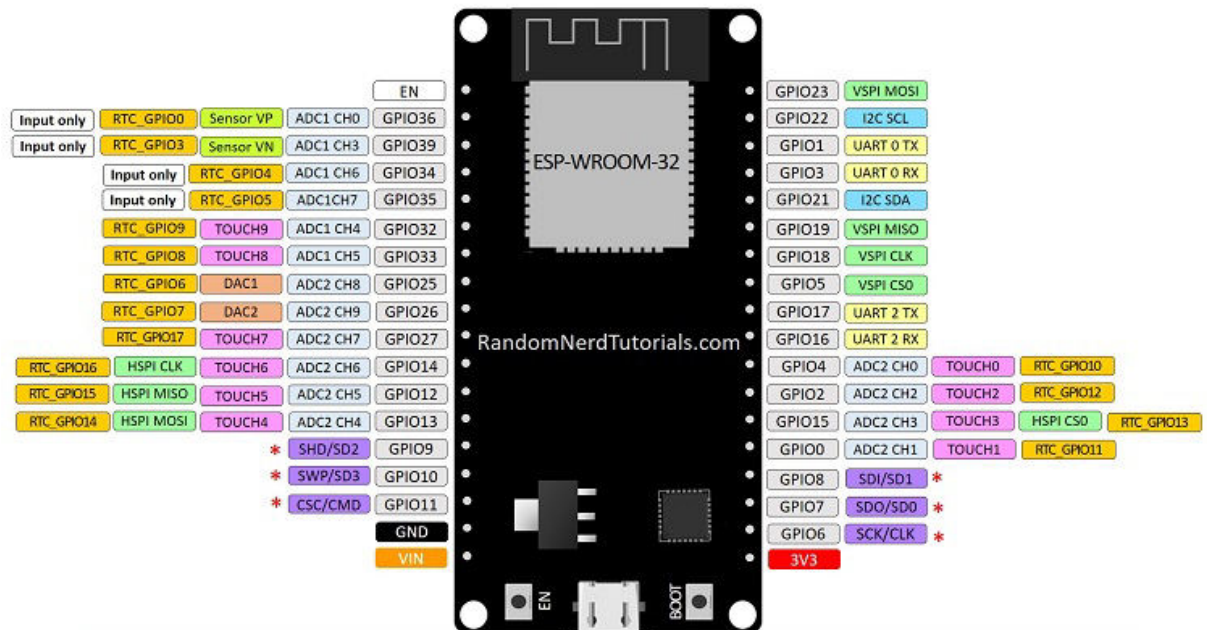 EN
Input only RTC_GPIO0 Sensor VP ADC1 CH0 GPIO36
Input only RTC_GPIO3 Sensor VN ADC1 CH3 GPIO39
Input only RTC_GPIO4 ADC1 CH6 GPIO34
Input only RTC_GPIO5 ADC1CH7 GPIO35
RTC_GPIO9 TOUCH9 ADC1 CH4 GPIO32
RTC_GPIO8 TOUCH8 ADC1 CH5 GPIO33
RTC_GPIO6 DAC1 ADC2 CH8 GPIO25
RTC_GPIO7 DAC2 ADC2 CH9 GPIO26
RTC_GPIO17 TOUCH7 ADC2 CH7 GPIO27
RTC_GPIO16 HSPI CLK TOUCH6 ADC2 CH6 GPIO14
RTC_GPIO15 HSPI MISO TOUCH5 ADC2 CH5 GPIO12
RTC_GPIO14 HSPI MOSI TOUCH4 ADC2 CH4 GPIO13
* SHD/SD2 GPIO9
* SWP/SD3 GPIO10
* CSC/CMD GPIO11
GND
VIN
ESP-WROOM-32
RandomNerdTutorials.com
EN
BOOT
GPIO23 VSPI MOSI
GPIO22 I2C SCL
GPIO1 UART 0 TX
GPIO3 UART 0 RX
GPIO21 I2C SDA
GPIO19 VSPI MISO
GPIO18 VSPI CLK
GPIO5 VSPI CS0
GPIO17 UART 2 TX
GPIO16 UART 2 RX
GPIO4 ADC2 CH0 TOUCH0 RTC_GPIO10
GPIO2 ADC2 CH2 TOUCH2 RTC_GPIO12
GPIO15 ADC2 CH3 TOUCH3 HSPI CS0 RTC_GPIO13
GPIO0 ADC2 CH1 TOUCH1 RTC_GPIO11
GPIO8 SDI/SD1 *
GPIO7 SDO/SD0 *
GPIO6 SCK/CLK *
3V3